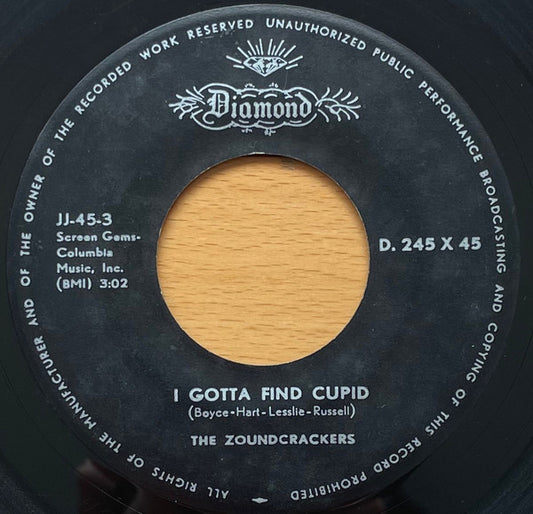 ALL RIGHTS OF THE MANUFACTURER AND OF THE OWNER OF THE RECORDED WORK RESERVED UNAUTHORIZED PUBLIC PERFORMANCE BROADCASTING AND COPYING OF THIS RECORD PROHIBITED
Diamond
JJ-45-3
Screen Gems-
Columbia
Music, Inc.
(BMI) 3:02
D. 245 X 45
I GOTTA FIND CUPID
(Boyce-Hart-Lesslie-Russell)
THE ZOUNDCRACKERS